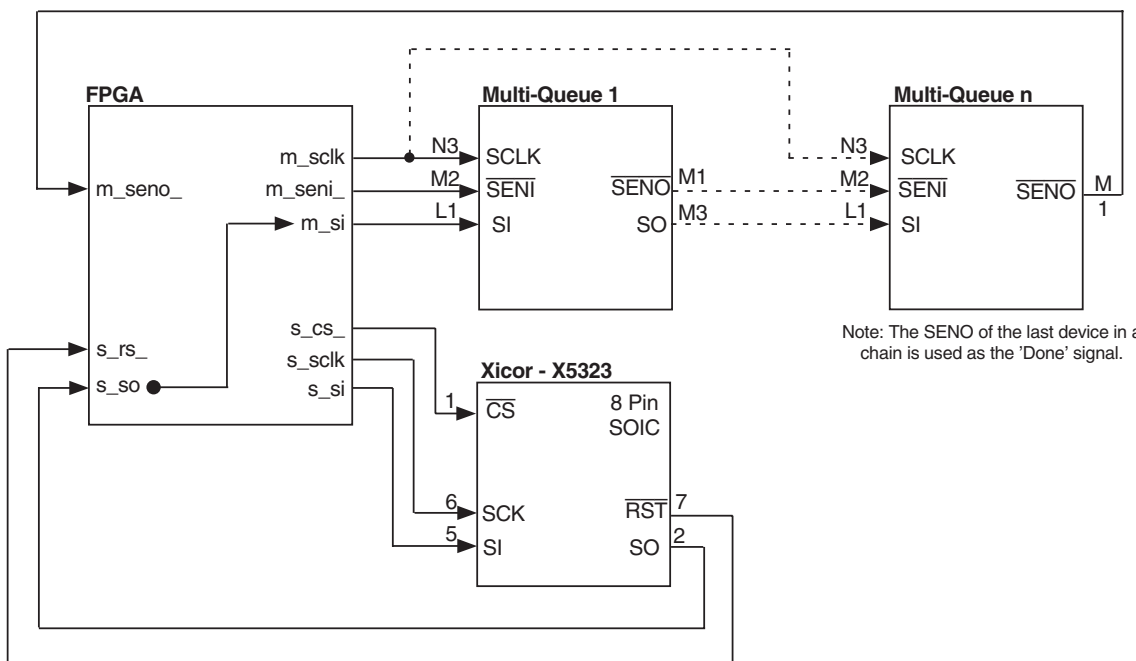 FPGA
m_seno_
m_sclk
m_seni_
m_si
s_rs_
s_so
s_cs_
s_sclk
s_si
Multi-Queue 1
N3
SCLK
M2
SENI
L1
SI
SENO
M1
SO
M3
Multi-Queue n
N3
SCLK
M2
SENI
L1
SI
SENO
M
1
Note: The SENO of the last device in a
chain is used as the 'Done' signal.
Xicor - X5323
1
CS
8 Pin
SOIC
6
SCK
5
SI
RST
7
SO
2